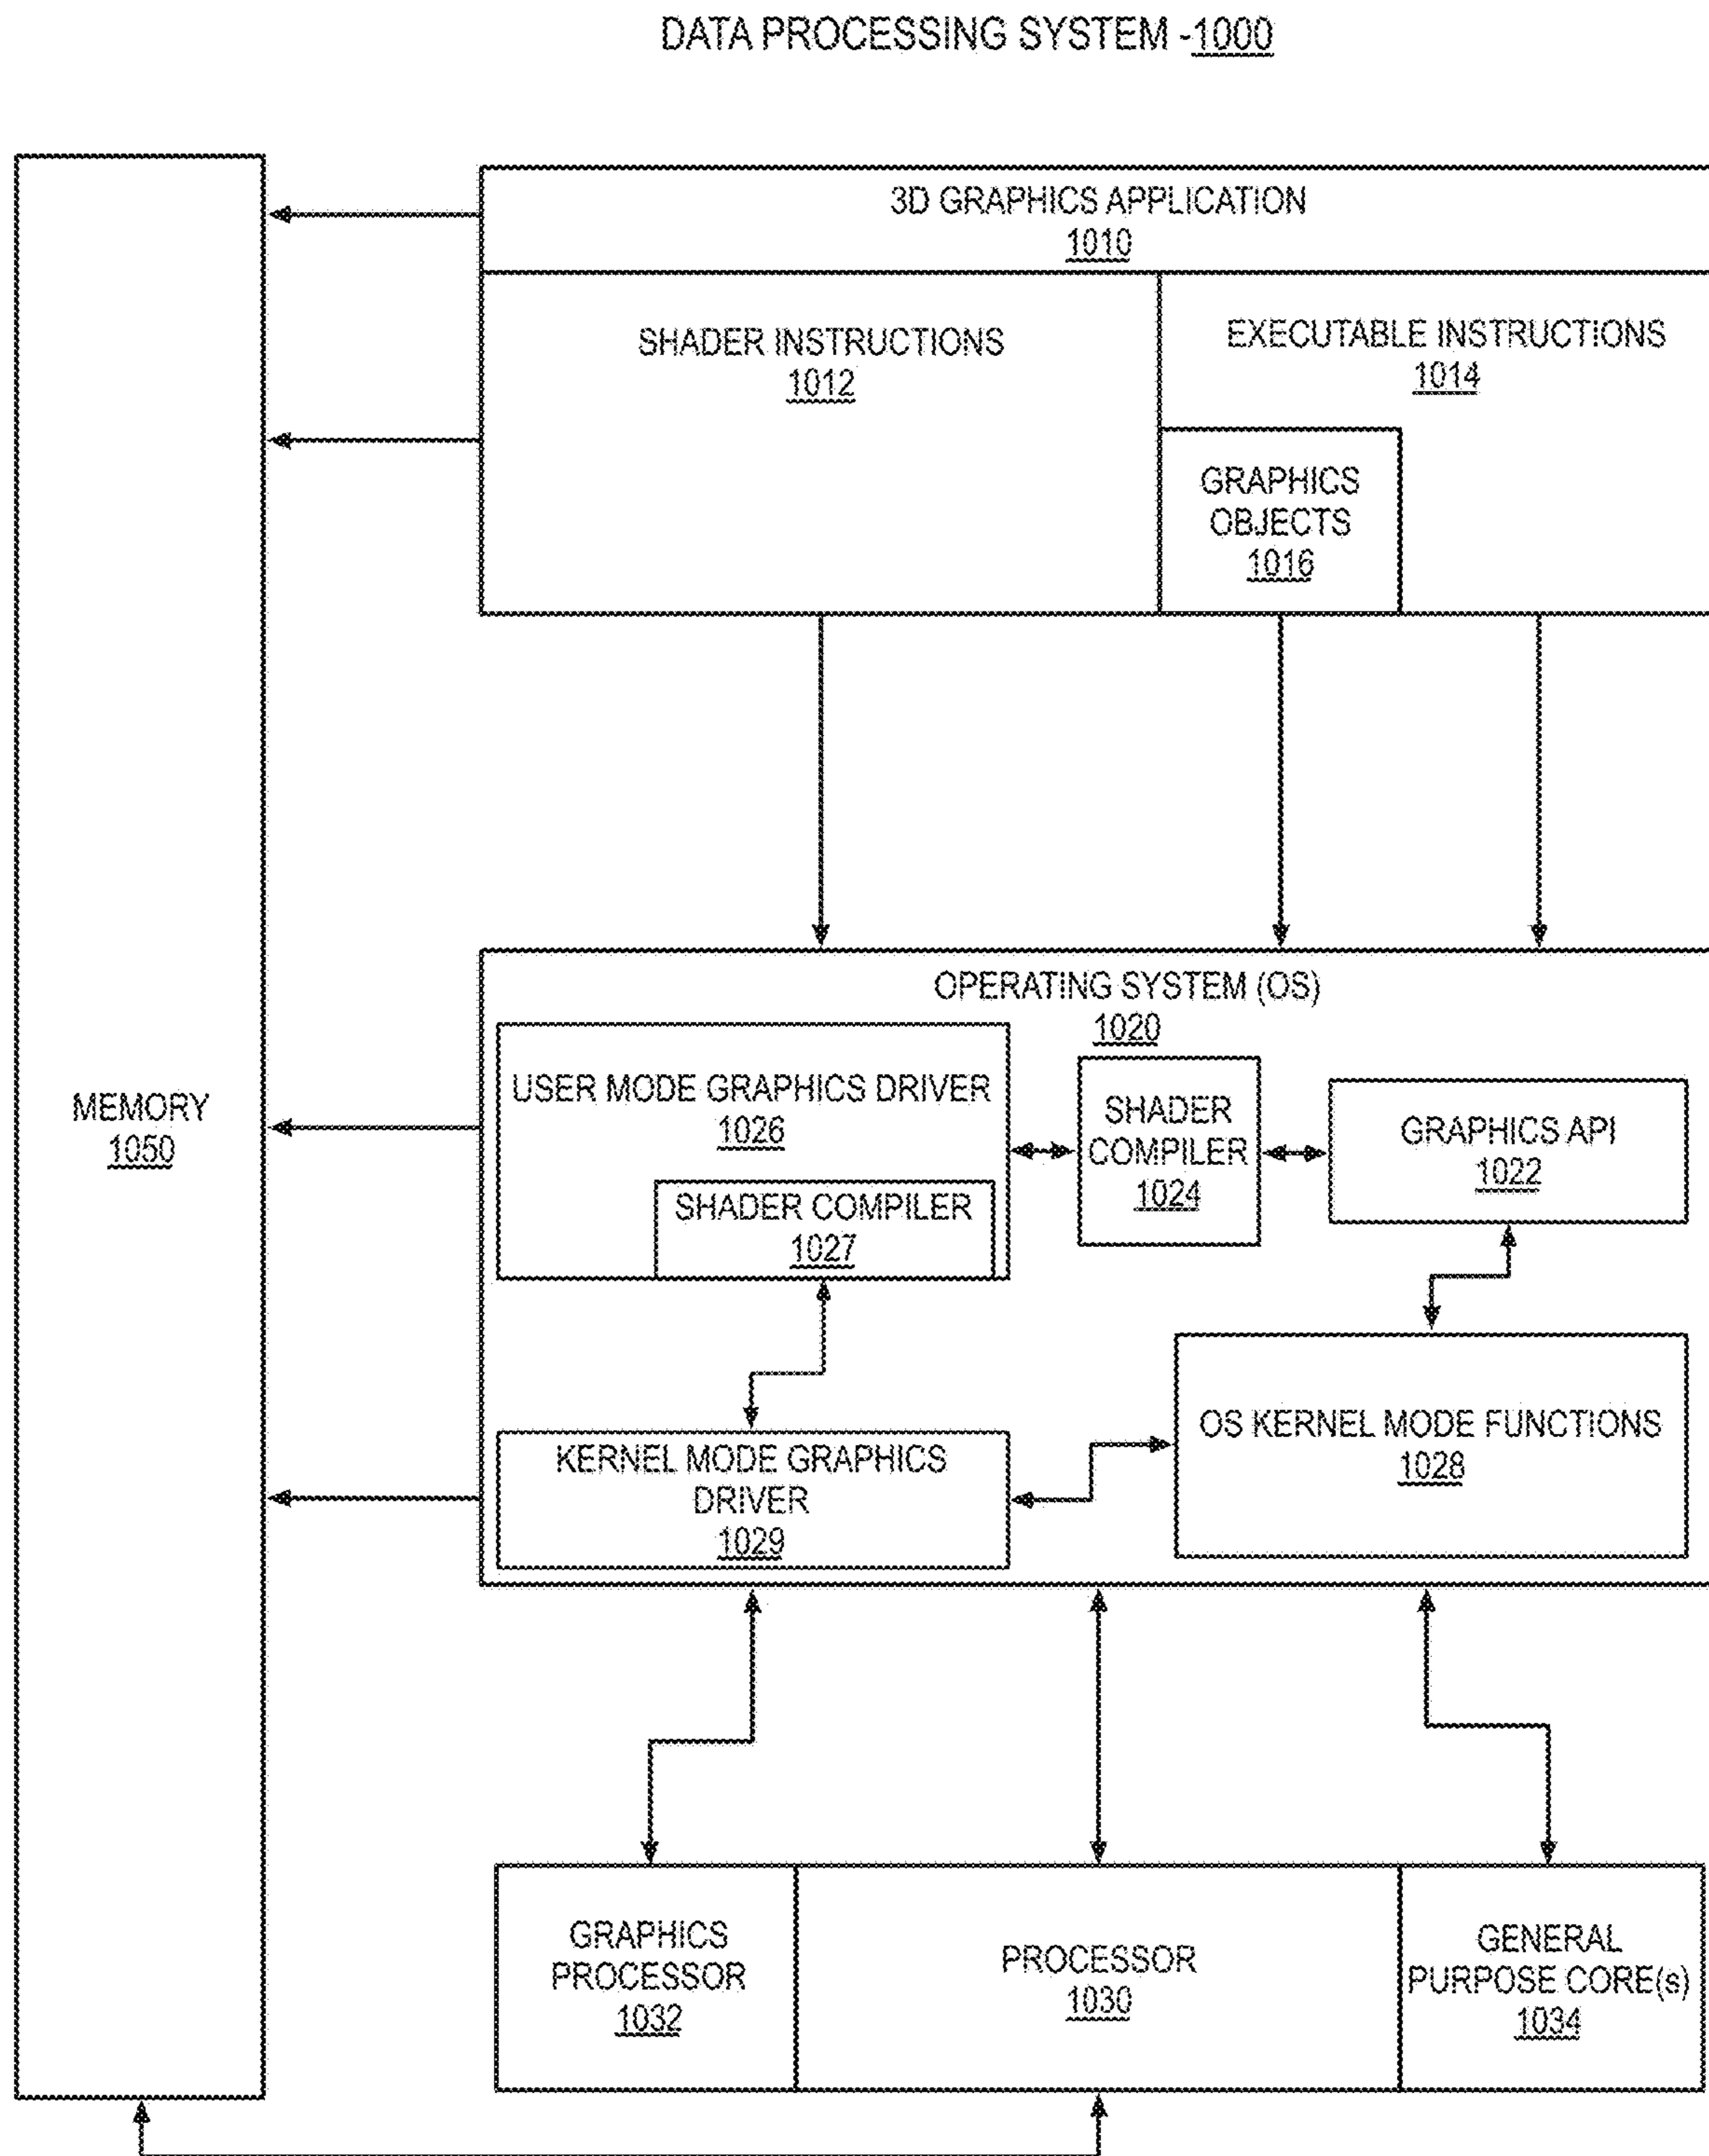 DATA PROCESSING SYSTEM -1000
3D GRAPHICS APPLICATION
1010
SHADER INSTRUCTIONS
1012
EXECUTABLE INSTRUCTIONS
1014
GRAPHICS
OBJECTS
1016
MEMORY
1050
OPERATING SYSTEM (OS)
1020
USER MODE GRAPHICS DRIVER
1026
SHADER COMPILER
1027
SHADER
COMPILER
1024
GRAPHICS API
1022
KERNEL MODE GRAPHICS
DRIVER
1029
OS KERNEL MODE FUNCTIONS
1028
GRAPHICS
PROCESSOR
1032
PROCESSOR
1030
GENERAL
PURPOSE CORE(s)
1034